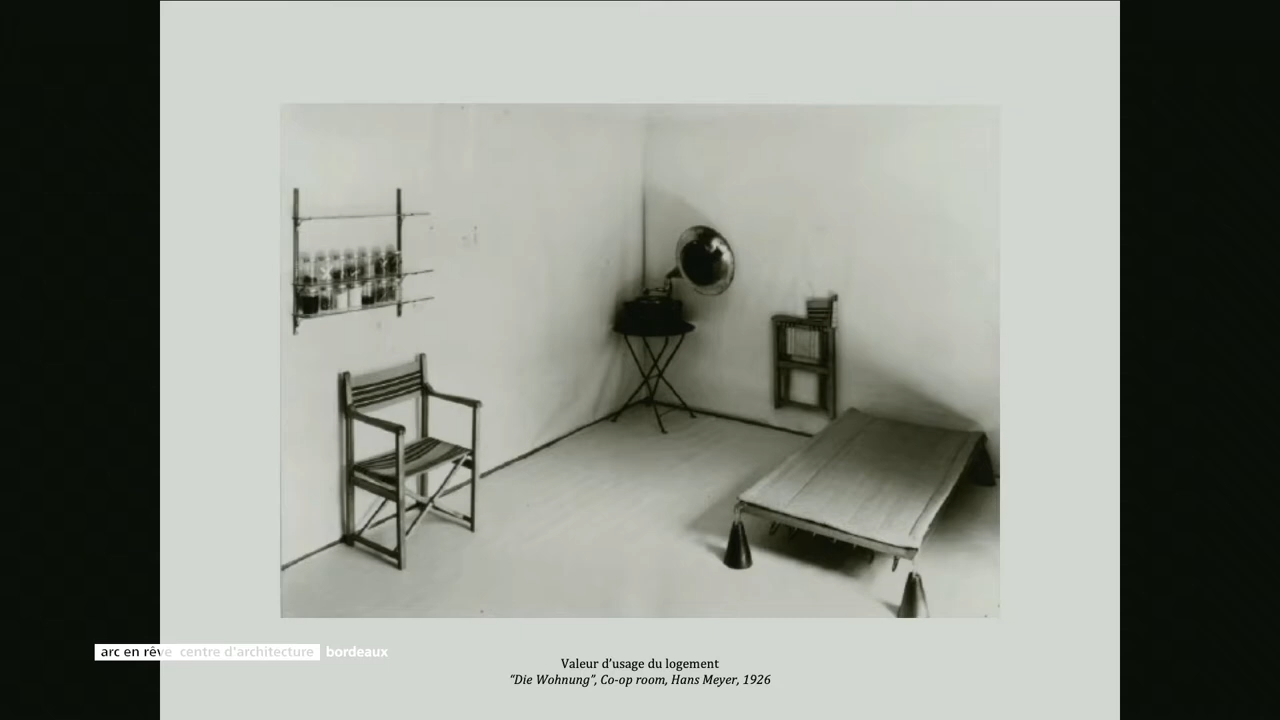 arc en rêve centre d'architecture bordeaux
Valeur d'usage du logement
"Die Wohnung", Co-op room, Hans Meyer, 1926